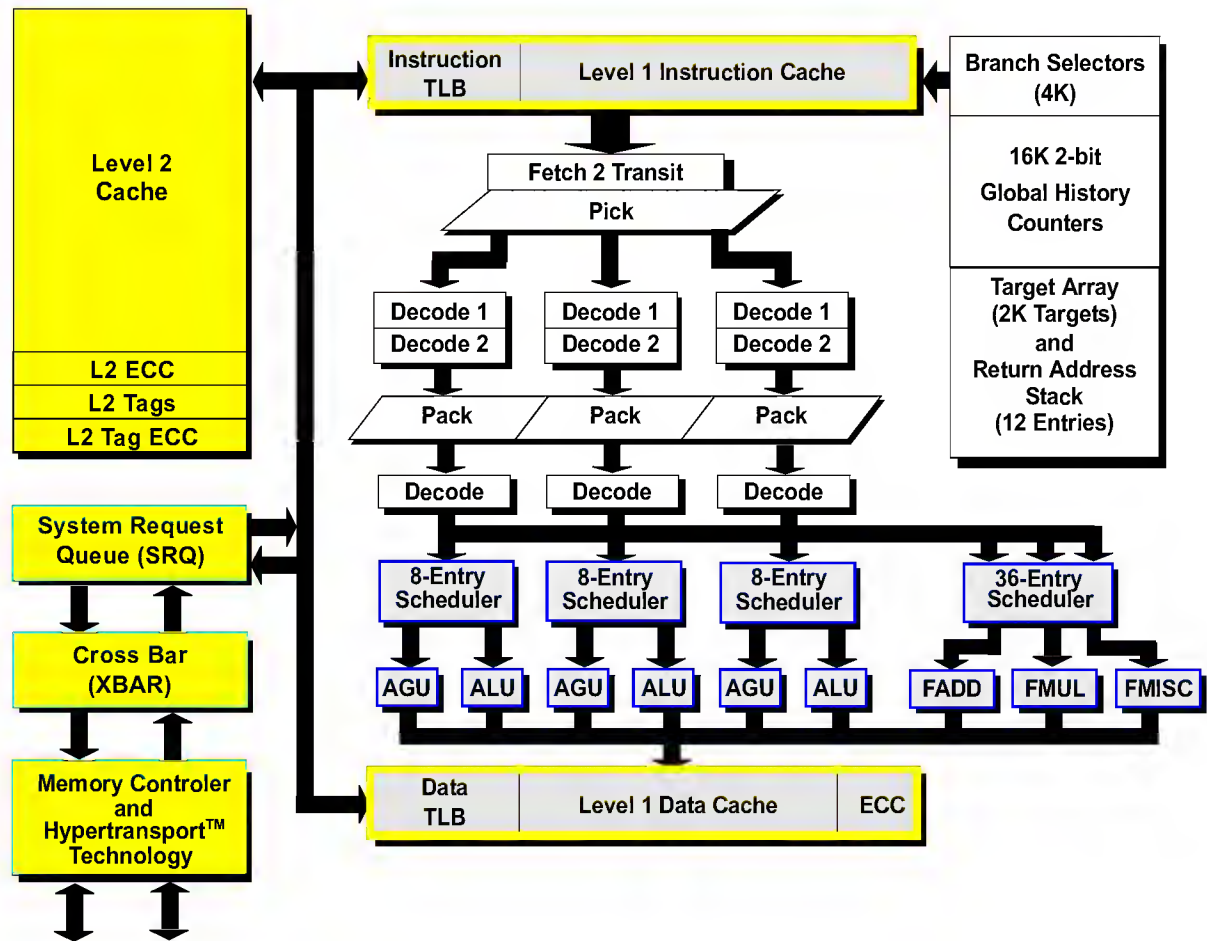 Level 2
Cache
L2 ECC
L2 Tags
L2 Tag ECC
System Request
Queue (SRQ)
Cross Bar
(XBAR)
Memory Controler
and
Hypertransport™
Technology
Instruction
TLB
Level 1 Instruction Cache
Fetch 2 Transit
Pick
Decode 1
Decode 2
Decode 1
Decode 2
Decode 1
Decode 2
Pack
Pack
Pack
Decode
Decode
Decode
8-Entry
Scheduler
8-Entry
Scheduler
8-Entry
Scheduler
36-Entry
Scheduler
AGU
ALU
AGU
ALU
AGU
ALU
FADD
FMUL
FMISC
Data
TLB
Level 1 Data Cache
ECC
Branch Selectors
(4K)
16K 2-bit
Global History
Counters
Target Array
(2K Targets)
and
Return Address
Stack
(12 Entries)